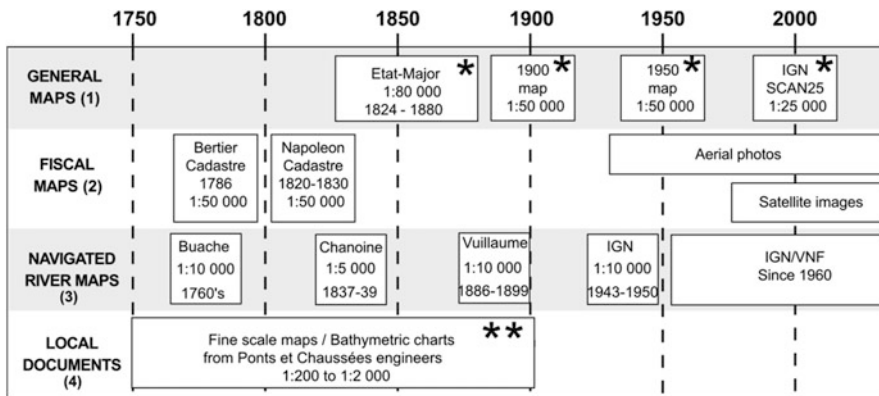 1750 1800 1850 1900 1950 2000
GENERAL
MAPS (1)
Etat-Major
1:80 000
1824 - 1880
*
1900
map
1:50 000
*
1950
map
1:50 000
*
IGN
SCAN25
1:25 000
*
FISCAL
MAPS (2)
Bertier
Cadastre
1786
1:50 000
Napoleon
Cadastre
1820-1830
1:50 000
Aerial photos
Satellite images
NAVIGATED
RIVER MAPS
(3)
Buache
1:10 000
1760's
Chanoine
1:5 000
1837-39
Vuillaume
1:10 000
1886-1899
IGN
1:10 000
1943-1950
IGN/VNF
Since 1960
LOCAL
DOCUMENTS
(4)
Fine scale maps / Bathymetric charts
from Ponts et Chaussées engineers
1:200 to 1:2 000
**